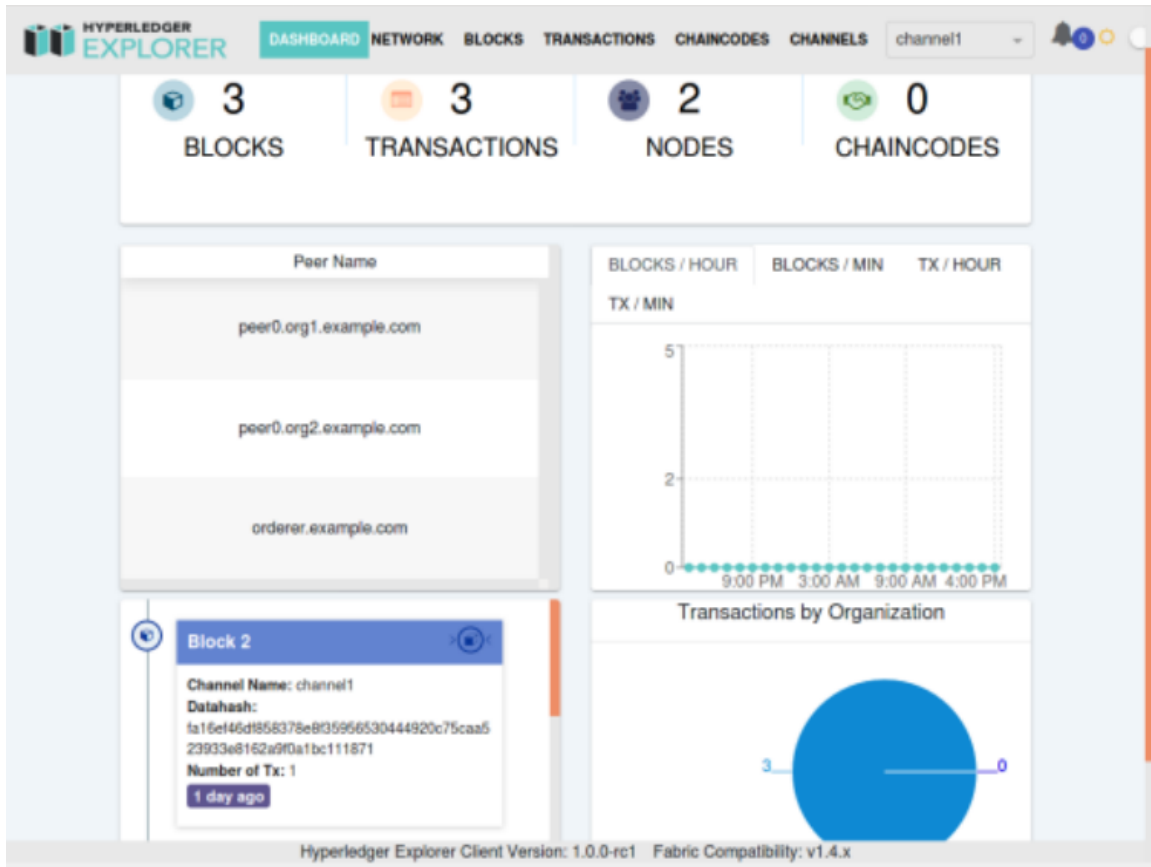 HYPERLEDGER
EXPLORER
DASHBOARD NETWORK BLOCKS TRANSACTIONS CHAINCODES CHANNELS channel1 0
3 3 2 0
BLOCKS TRANSACTIONS NODES CHAINCODES
Peer Name
peer0.org1.example.com
peer0.org2.example.com
orderer.example.com
BLOCKS / HOUR BLOCKS / MIN TX / HOUR
TX / MIN
5
2
0
9:00 PM 3:00 AM 9:00 AM 4:00 PM
Block 2
Channel Name: channel1
Datahash:
fa16ef46df858378e8f35956530444920c75caa5
23933e8162a9f0a1bc111871
Number of Tx: 1
1 day ago
Transactions by Organization
3 0
Hyperledger Explorer Client Version: 1.0.0-rc1 Fabric Compatibility: v1.4.x